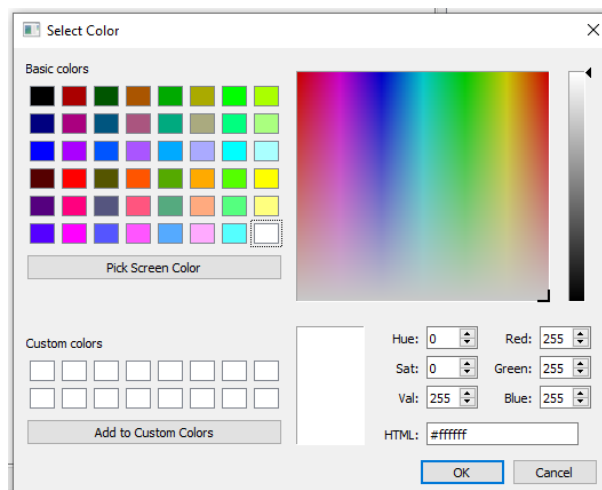 Select Color
Basic colors
Pick Screen Color
Custom colors
Add to Custom Colors
Hue: 0 Red: 255
Sat: 0 Green: 255
Val: 255 Blue: 255
HTML: #ffffff
OK Cancel